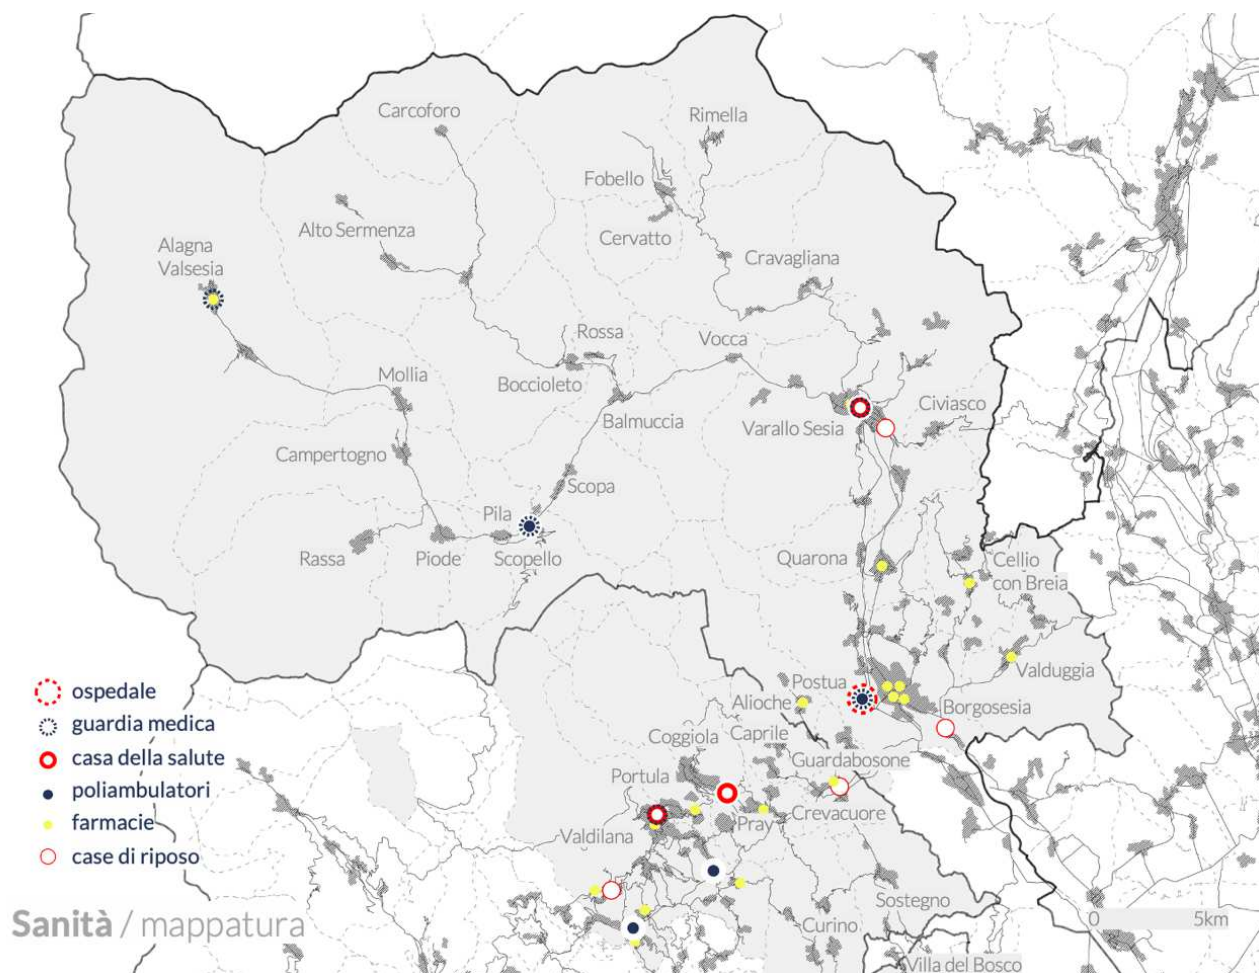 Carcoforo
Rimella
Fobello
Alto Sermenza
Cervatto
Alagna
Valsesia
Cravagliana
Rossa
Vocca
Mollia
Boccioleto
Balmuccia
Varallo Sesia
Civiasco
Campertogno
Scopa
Pila
Rassa
Piode
Scopello
Quarona
Cellio
con Breia
Valduggia
Postua
Ailoche
Borgosesia
Caprile
Coggiola
Guardabosone
Portula
Pray
Crevacuore
Valdilana
Sostegno
Curino
Villa del Bosco
ospedale
guardia medica
casa della salute
poliambulatori
farmacie
case di riposo
Sanità / mappatura
0 5km